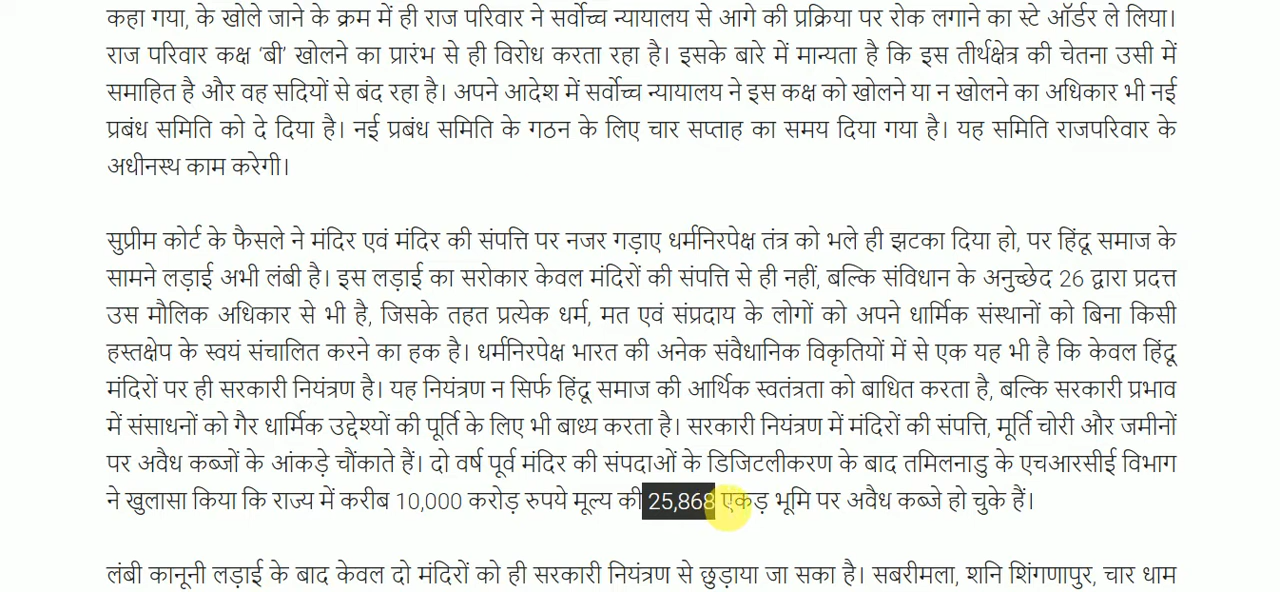 कहा गया, के खोले जाने के क्रम में ही राज परिवार ने सर्वोच्च न्यायालय से आगे की प्रक्रिया पर रोक लगाने का स्टे ऑर्डर ले लिया।
राज परिवार कक्ष 'बी' खोलने का प्रारंभ से ही विरोध करता रहा है। इसके बारे में मान्यता है कि इस तीर्थक्षेत्र की चेतना उसी में
समाहित है और वह सदियों से बंद रहा है। अपने आदेश में सर्वोच्च न्यायालय ने इस कक्ष को खोलने या न खोलने का अधिकार भी नई
प्रबंध समिति को दे दिया है। नई प्रबंध समिति के गठन के लिए चार सप्ताह का समय दिया गया है। यह समिति राजपरिवार के
अधीनस्थ काम करेगी।
सुप्रीम कोर्ट के फैसले ने मंदिर एवं मंदिर की संपत्ति पर नजर गड़ाए धर्मनिरपेक्ष तंत्र को भले ही झटका दिया हो, पर हिंदू समाज के
सामने लड़ाई अभी लंबी है। इस लड़ाई का सरोकार केवल मंदिरों की संपत्ति से ही नहीं, बल्कि संविधान के अनुच्छेद 26 द्वारा प्रदत्त
उस मौलिक अधिकार से भी है, जिसके तहत प्रत्येक धर्म, मत एवं संप्रदाय के लोगों को अपने धार्मिक संस्थानों को बिना किसी
हस्तक्षेप के स्वयं संचालित करने का हक है। धर्मनिरपेक्ष भारत की अनेक संवैधानिक विकृतियों में से एक यह भी है कि केवल हिंदू
मंदिरों पर ही सरकारी नियंत्रण है। यह नियंत्रण न सिर्फ हिंदू समाज की आर्थिक स्वतंत्रता को बाधित करता है, बल्कि सरकारी प्रभाव
में संसाधनों को गैर धार्मिक उद्देश्यों की पूर्ति के लिए भी बाध्य करता है। सरकारी नियंत्रण में मंदिरों की संपत्ति, मूर्ति चोरी और जमीनों
पर अवैध कब्जों के आंकड़े चौंकाते हैं। दो वर्ष पूर्व मंदिर की संपदाओं के डिजिटलीकरण के बाद तमिलनाडु के एचआरसीई विभाग
ने खुलासा किया कि राज्य में करीब 10,000 करोड़ रुपये मूल्य की 25,868 एकड़ भूमि पर अवैध कब्जे हो चुके हैं।
लंबी कानूनी लड़ाई के बाद केवल दो मंदिरों को ही सरकारी नियंत्रण से छुड़ाया जा सका है। सबरीमला, शनि शिंगणापुर, चार धाम